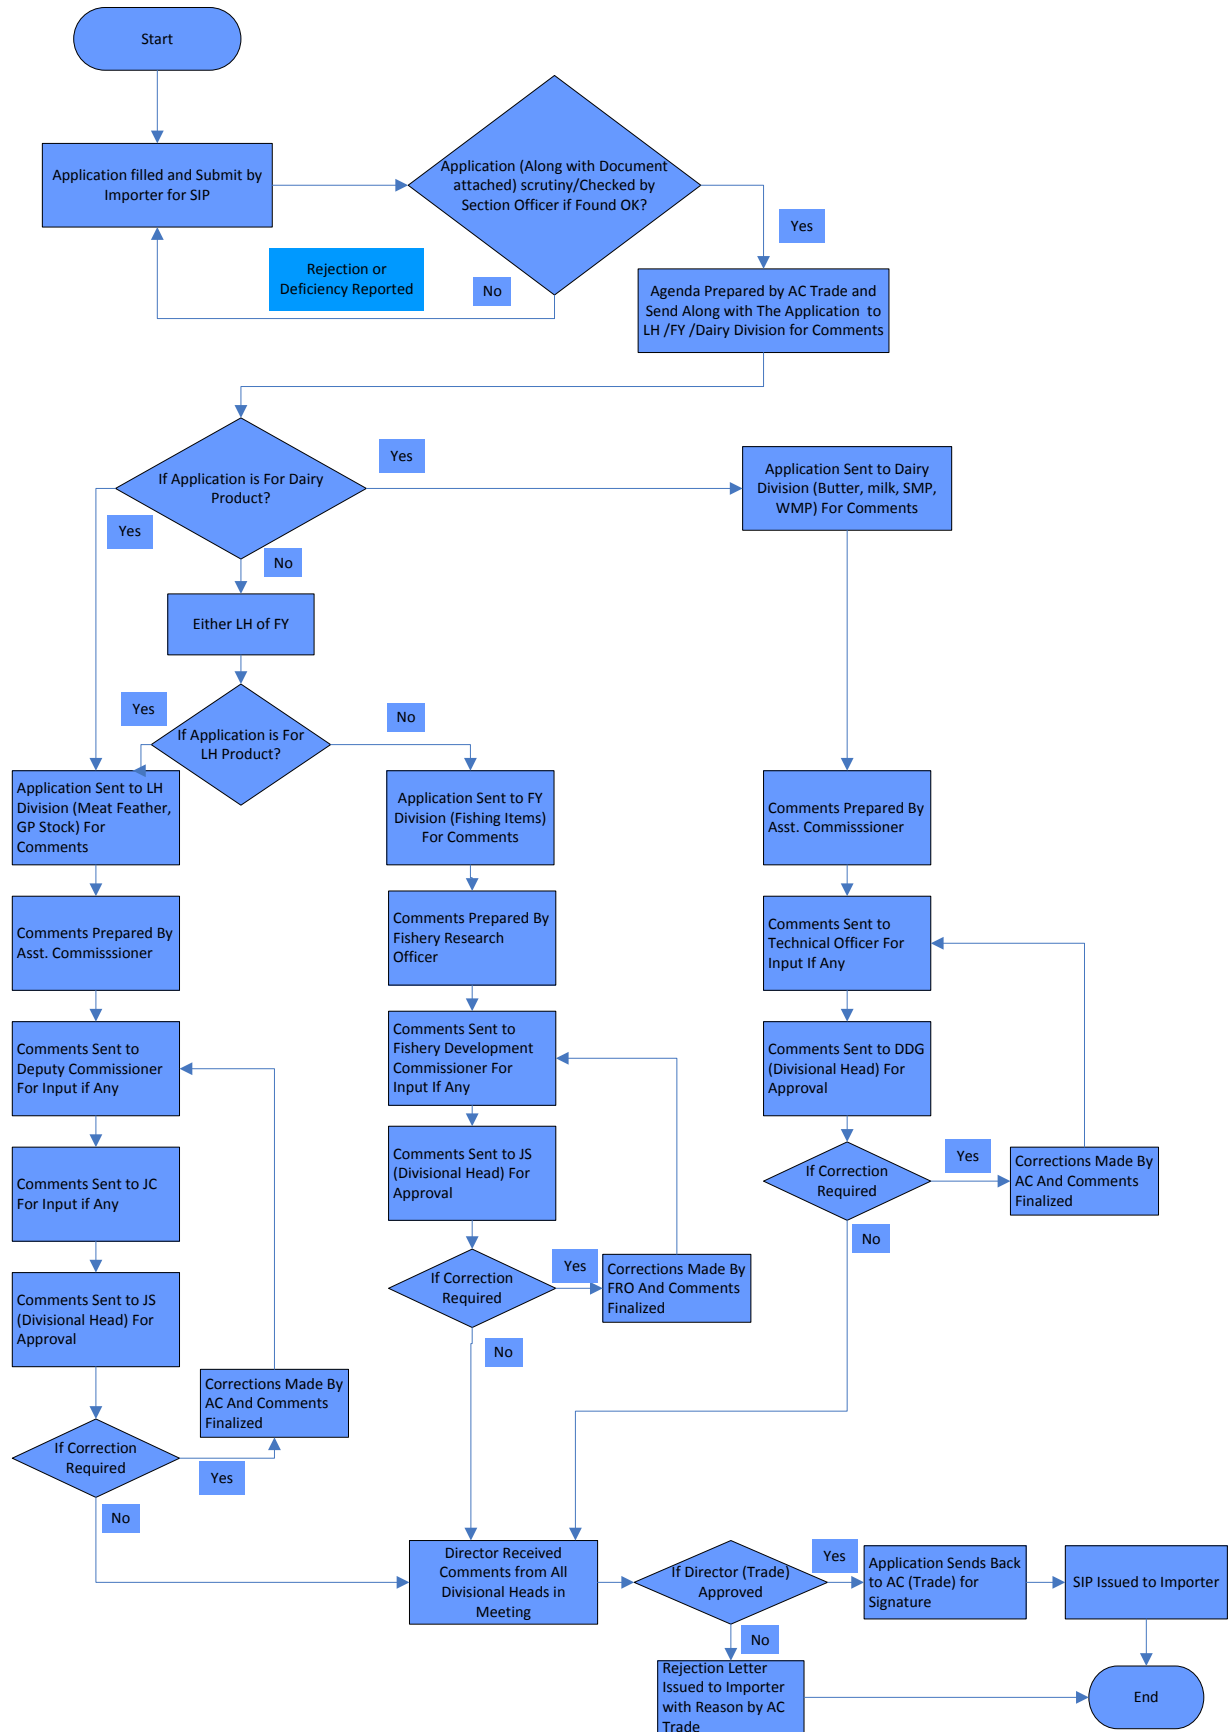 Start
Application filled and Submit by
Importer for SIP
Application (Along with Document
attached) scrutiny/Checked by
Section Officer if Found OK?
Yes
Rejection or
Deficiency Reported
No
Agenda Prepared by AC Trade and
Send Along with The Application to
LH /FY /Dairy Division for Comments
If Application is For Dairy
Product?
Yes
Application Sent to Dairy
Division (Butter, milk, SMP,
WMP) For Comments
Yes
No
Either LH of FY
Yes
If Application is For
LH Product?
No
Application Sent to LH
Division (Meat Feather,
GP Stock) For
Comments
Application Sent to FY
Division (Fishing Items)
For Comments
Comments Prepared By
Asst. Commisssioner
Comments Prepared By
Asst. Commisssioner
Comments Prepared By
Fishery Research
Officer
Comments Sent to
Technical Officer For
Input If Any
Comments Sent to
Deputy Commissioner
For Input if Any
Comments Sent to
Fishery Development
Commissioner For
Input If Any
Comments Sent to DDG
(Divisional Head) For
Approval
Comments Sent to JC
For Input if Any
Comments Sent to JS
(Divisional Head) For
Approval
If Correction
Required
Yes
Corrections Made By
AC And Comments
Finalized
No
Comments Sent to JS
(Divisional Head) For
Approval
If Correction
Required
Yes
Corrections Made By
FRO And Comments
Finalized
No
Corrections Made By
AC And Comments
Finalized
If Correction
Required
Yes
No
Director Received
Comments from All
Divisional Heads in
Meeting
If Director (Trade)
Approved
Yes
Application Sends Back
to AC (Trade) for
Signature
SIP Issued to Importer
No
Rejection Letter
Issued to Importer
with Reason by AC
Trade
End